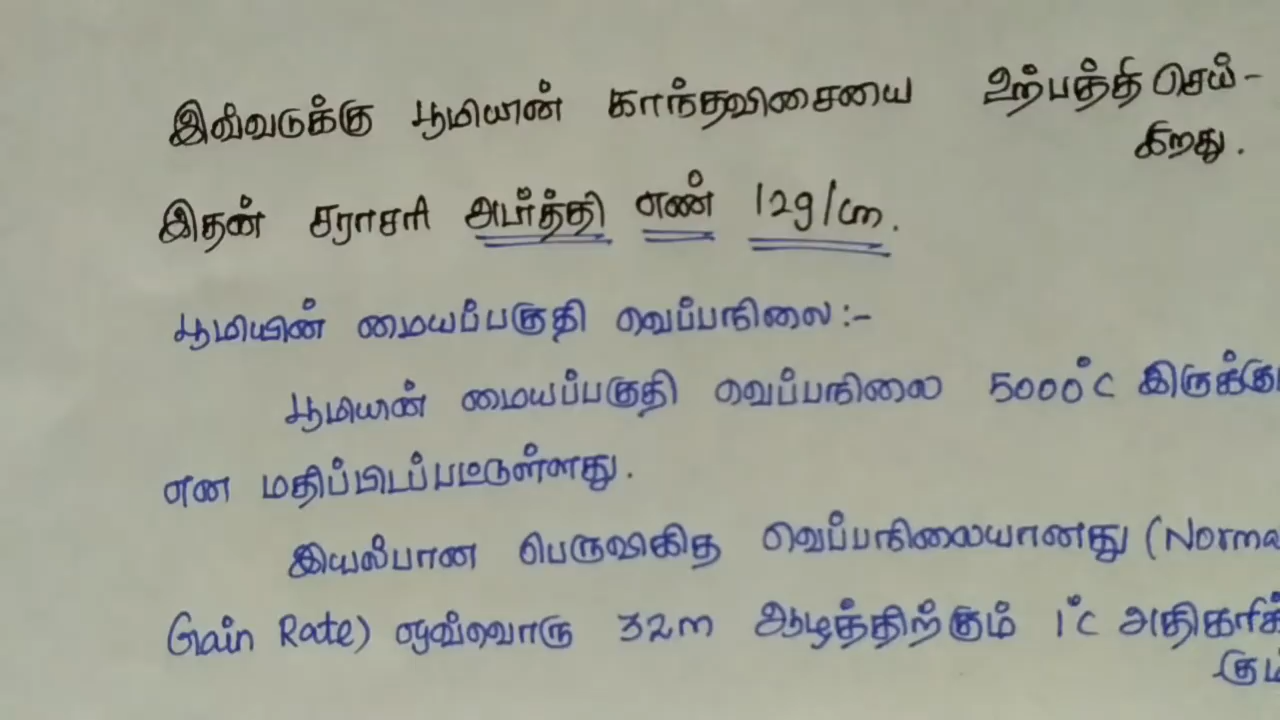 இவ்வடுக்கு பூமியின் காந்தவிசையை உற்பத்தி செய்-
கிறது.
இதன் சராசரி அடர்த்தி எண் 12g/cm.
பூமியின் மையப்பகுதி வெப்பநிலை:-
பூமியின் மையப்பகுதி வெப்பநிலை 5000°C இருக்கு
என மதிப்பிடப்பட்டுள்ளது.
இயல்பான பெருவிகித வெப்பநிலையானது (Norma
Gain Rate) ஒவ்வொரு 32m ஆழத்திற்கும் 1°C அதிகரிக்
கும்